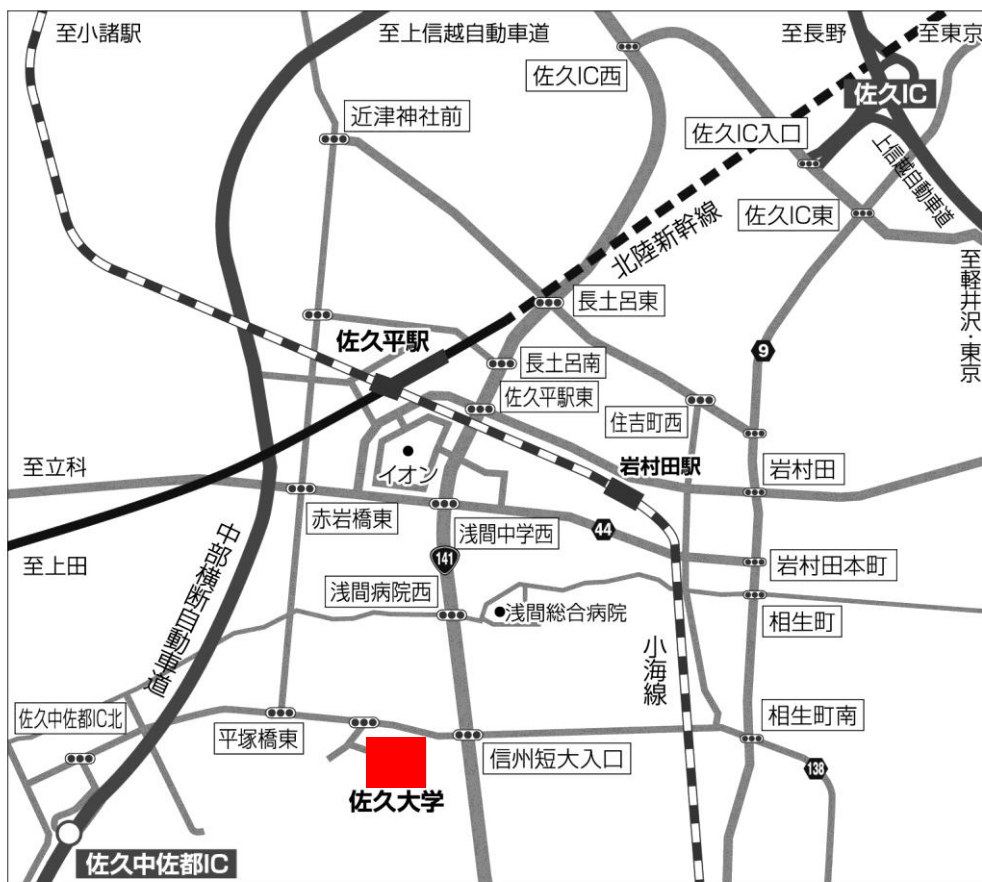 至小諸駅
至上信越自動車道
至長野
至東京
佐久IC西
佐久IC
近津神社前
佐久IC入口
上信越自動車道
佐久IC東
北陸新幹線
至軽井沢・東京
長土呂東
佐久平駅
9
長土呂南
佐久平駅東
住吉町西
イオン
岩村田駅
至立科
岩村田
赤岩橋東
浅間中学西
44
141
至上田
中部横断自動車道
岩村田本町
浅間病院西
浅間総合病院
相生町
小海線
佐久中佐都IC北
平塚橋東
信州短大入口
相生町南
138
佐久大学
佐久中佐都IC